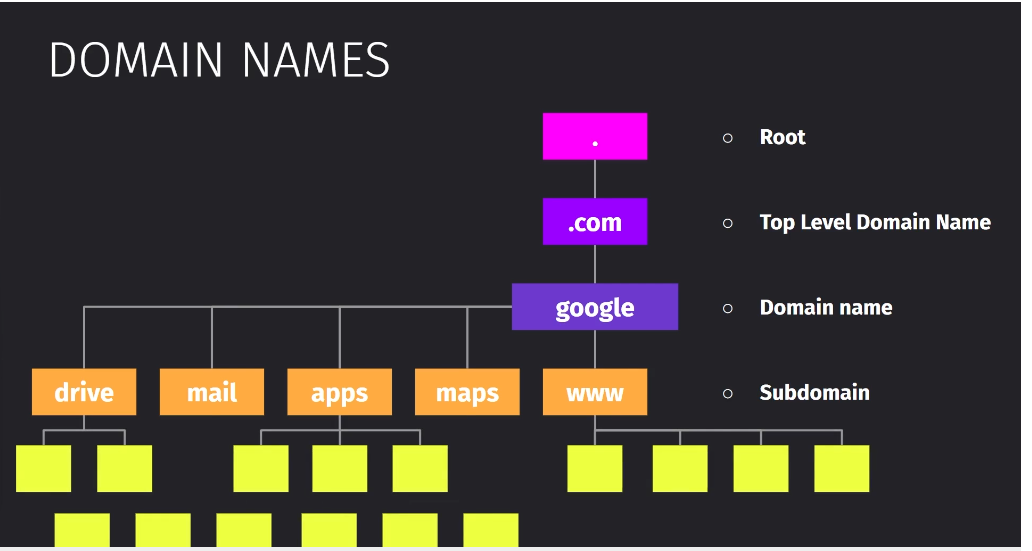 DOMAIN NAMES
.
Root
.com
Top Level Domain Name
google
Domain name
drive mail apps maps www
Subdomain